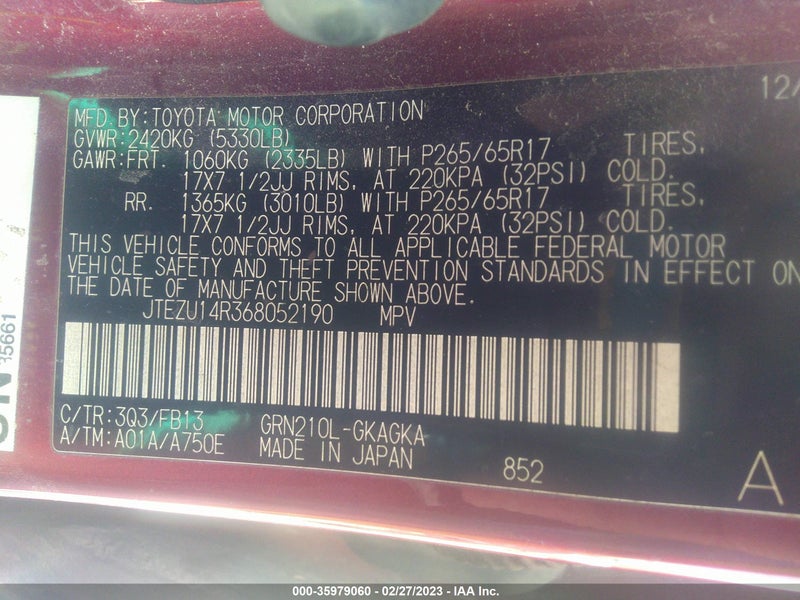 12/
MFD. BY: TOYOTA MOTOR CORPORATION
GVWR: 2420KG (5330LB)
GAWR: FRT. 1060KG (2335LB) WITH P265/65R17 TIRES,
17X7 1/2JJ RIMS, AT 220KPA (32PSI) COLD.
RR. 1365KG (3010LB) WITH P265/65R17 TIRES,
17X7 1/2JJ RIMS, AT 220KPA (32PSI) COLD.
THIS VEHICLE CONFORMS TO ALL APPLICABLE FEDERAL MOTOR
VEHICLE SAFETY AND THEFT PREVENTION STANDARDS IN EFFECT ON
THE DATE OF MANUFACTURE SHOWN ABOVE.
JTEZU14R368052190 MPV
C/TR: 3Q3/FB13 GRN210L-GKAGKA
A/TM: A01A/A750E MADE IN JAPAN
852
A
5661
000-35979060 - 02/27/2023 - IAA Inc.